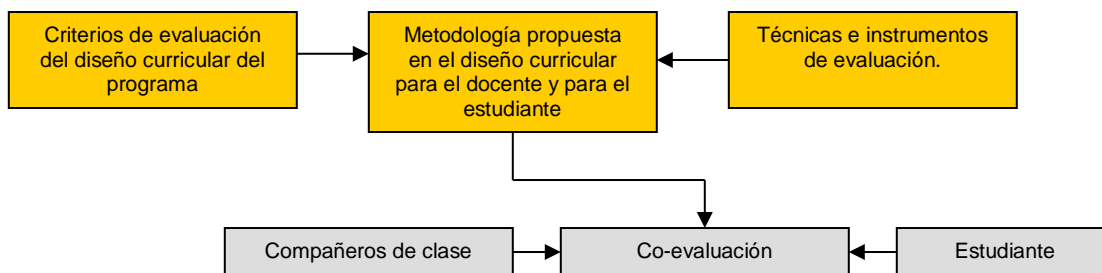 Criterios de evaluación
del diseño curricular del
programa
Metodología propuesta
en el diseño curricular
para el docente y para el
estudiante
Técnicas e instrumentos
de evaluación.
Compañeros de clase
Co-evaluación
Estudiante